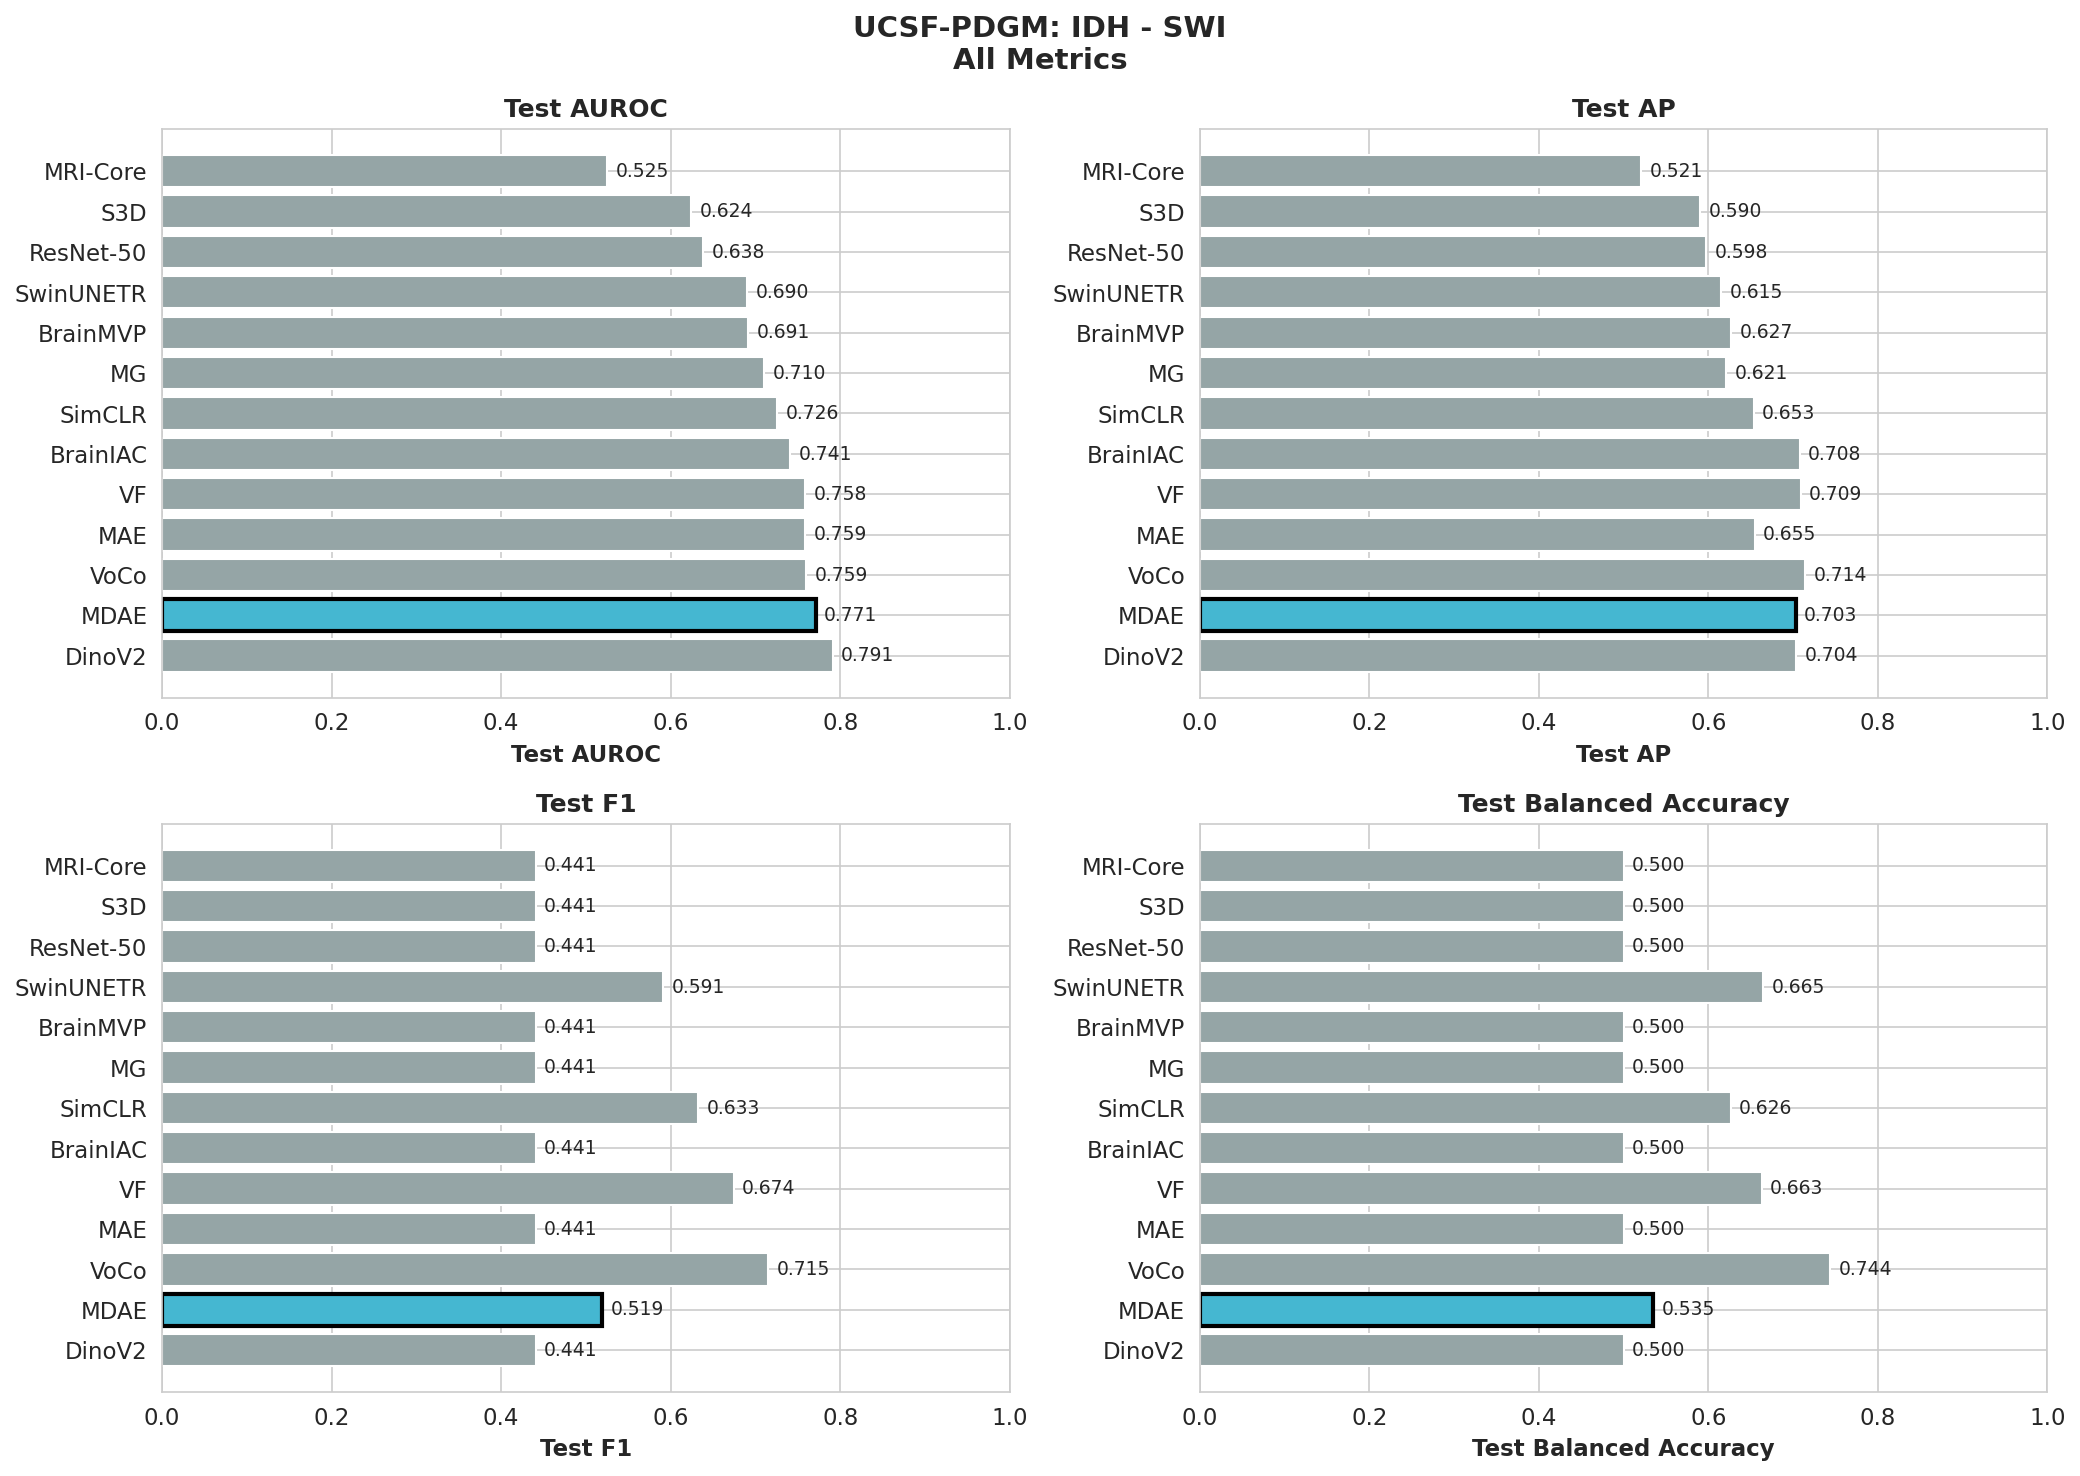 UCSF-PDGM: IDH - SWI
All Metrics
Test AUROC
MRI-Core 0.525
S3D 0.624
ResNet-50 0.638
SwinUNETR 0.690
BrainMVP 0.691
MG 0.710
SimCLR 0.726
BrainIAC 0.741
VF 0.758
MAE 0.759
VoCo 0.759
MDAE 0.771
DinoV2 0.791
0.0 0.2 0.4 0.6 0.8 1.0
Test AUROC
Test AP
MRI-Core 0.521
S3D 0.590
ResNet-50 0.598
SwinUNETR 0.615
BrainMVP 0.627
MG 0.621
SimCLR 0.653
BrainIAC 0.708
VF 0.709
MAE 0.655
VoCo 0.714
MDAE 0.703
DinoV2 0.704
0.0 0.2 0.4 0.6 0.8 1.0
Test AP
Test F1
MRI-Core 0.441
S3D 0.441
ResNet-50 0.441
SwinUNETR 0.591
BrainMVP 0.441
MG 0.441
SimCLR 0.633
BrainIAC 0.441
VF 0.674
MAE 0.441
VoCo 0.715
MDAE 0.519
DinoV2 0.441
0.0 0.2 0.4 0.6 0.8 1.0
Test F1
Test Balanced Accuracy
MRI-Core 0.500
S3D 0.500
ResNet-50 0.500
SwinUNETR 0.665
BrainMVP 0.500
MG 0.500
SimCLR 0.626
BrainIAC 0.500
VF 0.663
MAE 0.500
VoCo 0.744
MDAE 0.535
DinoV2 0.500
0.0 0.2 0.4 0.6 0.8 1.0
Test Balanced Accuracy